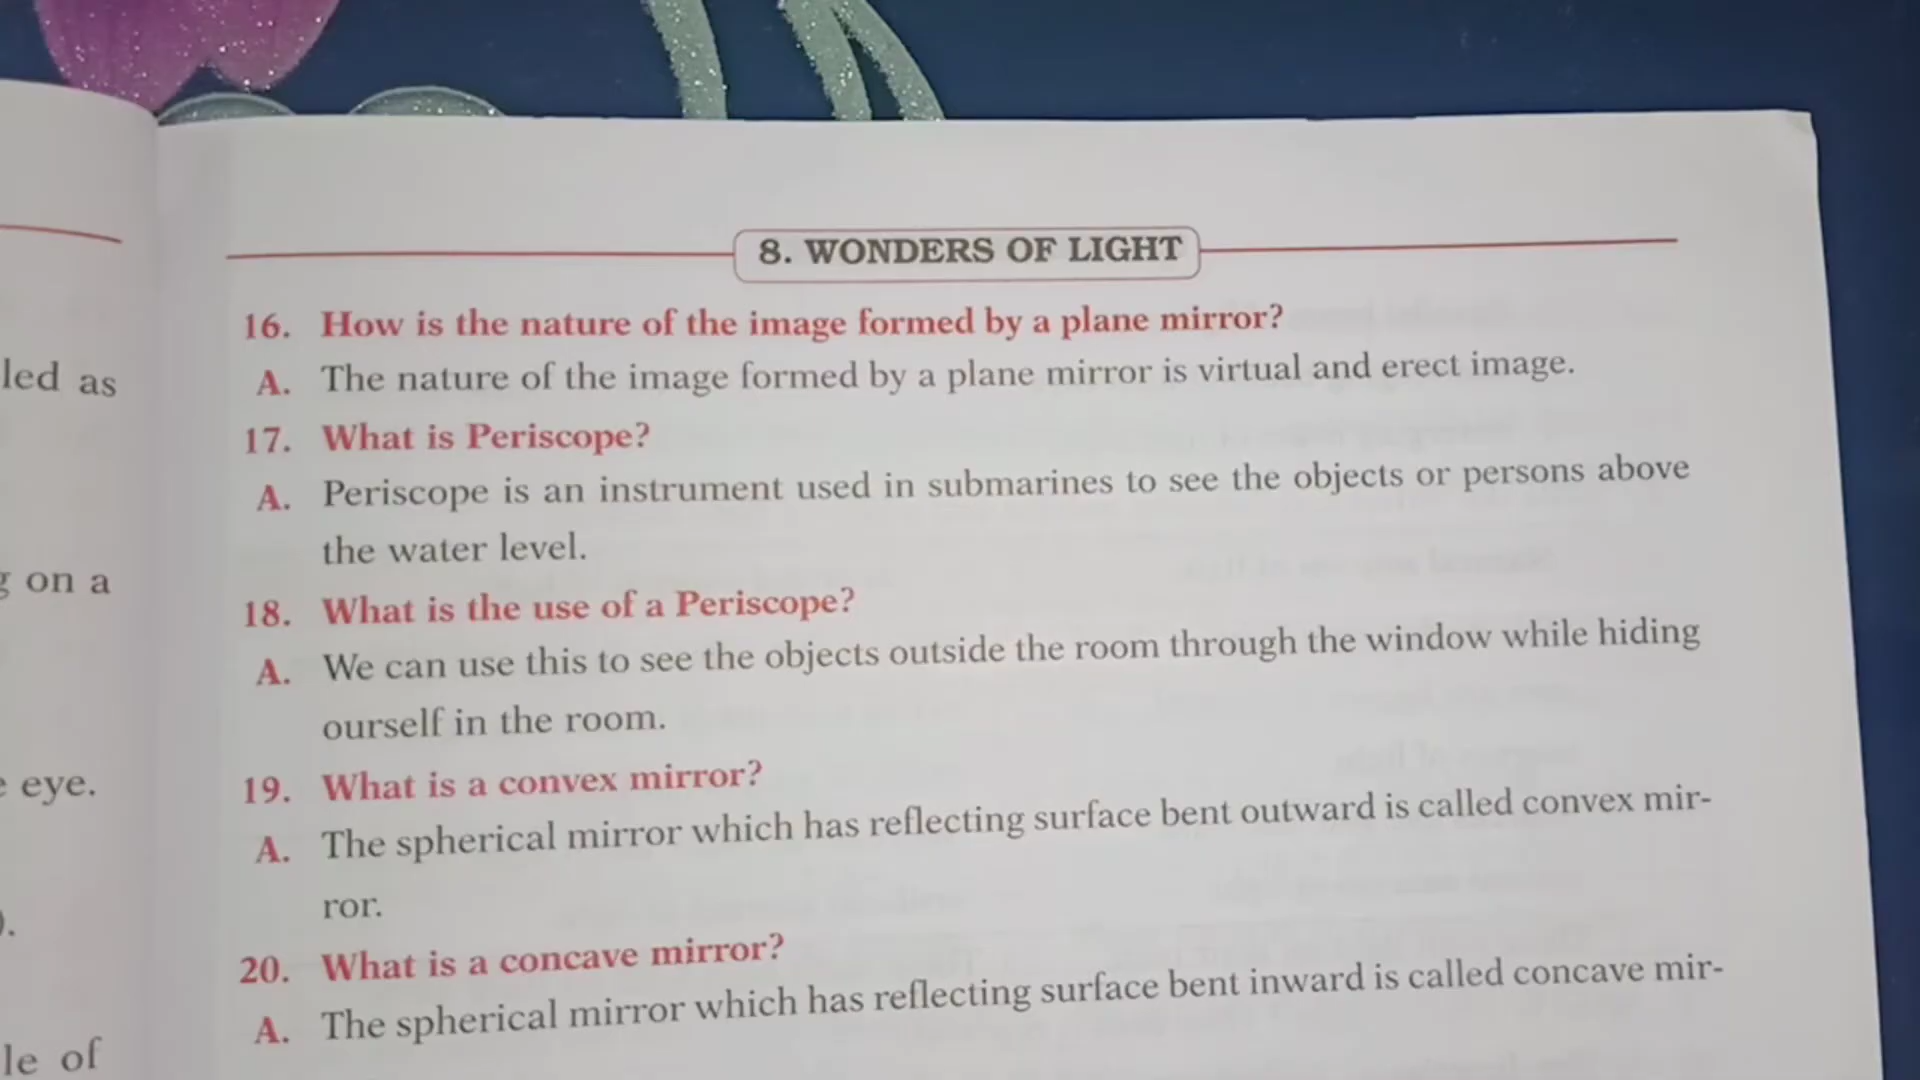 led as
on a
eye.
le of
8. WONDERS OF LIGHT
16. How is the nature of the image formed by a plane mirror?
A. The nature of the image formed by a plane mirror is virtual and erect image.
17. What is Periscope?
A. Periscope is an instrument used in submarines to see the objects or persons above
the water level.
18. What is the use of a Periscope?
A. We can use this to see the objects outside the room through the window while hiding
ourself in the room.
19. What is a convex mirror?
A. The spherical mirror which has reflecting surface bent outward is called convex mir-
ror.
20. What is a concave mirror?
A. The spherical mirror which has reflecting surface bent inward is called concave mir-